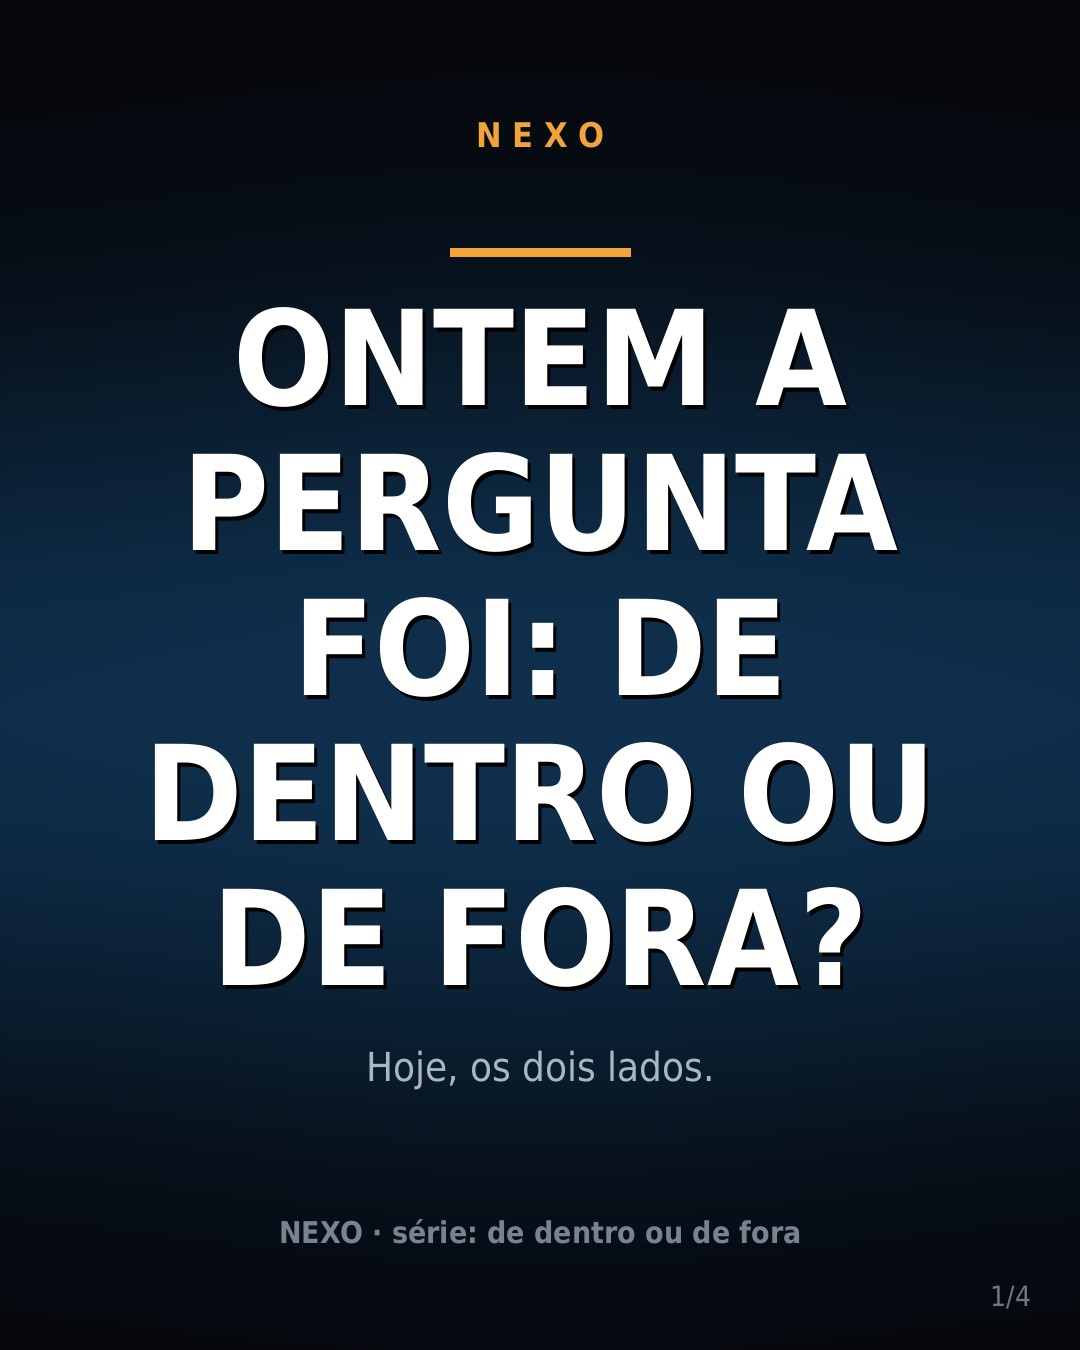 NEXO
ONTEM A
PERGUNTA
FOI: DE
DENTRO OU
DE FORA?
Hoje, os dois lados.
NEXO · série: de dentro ou de fora
1/4